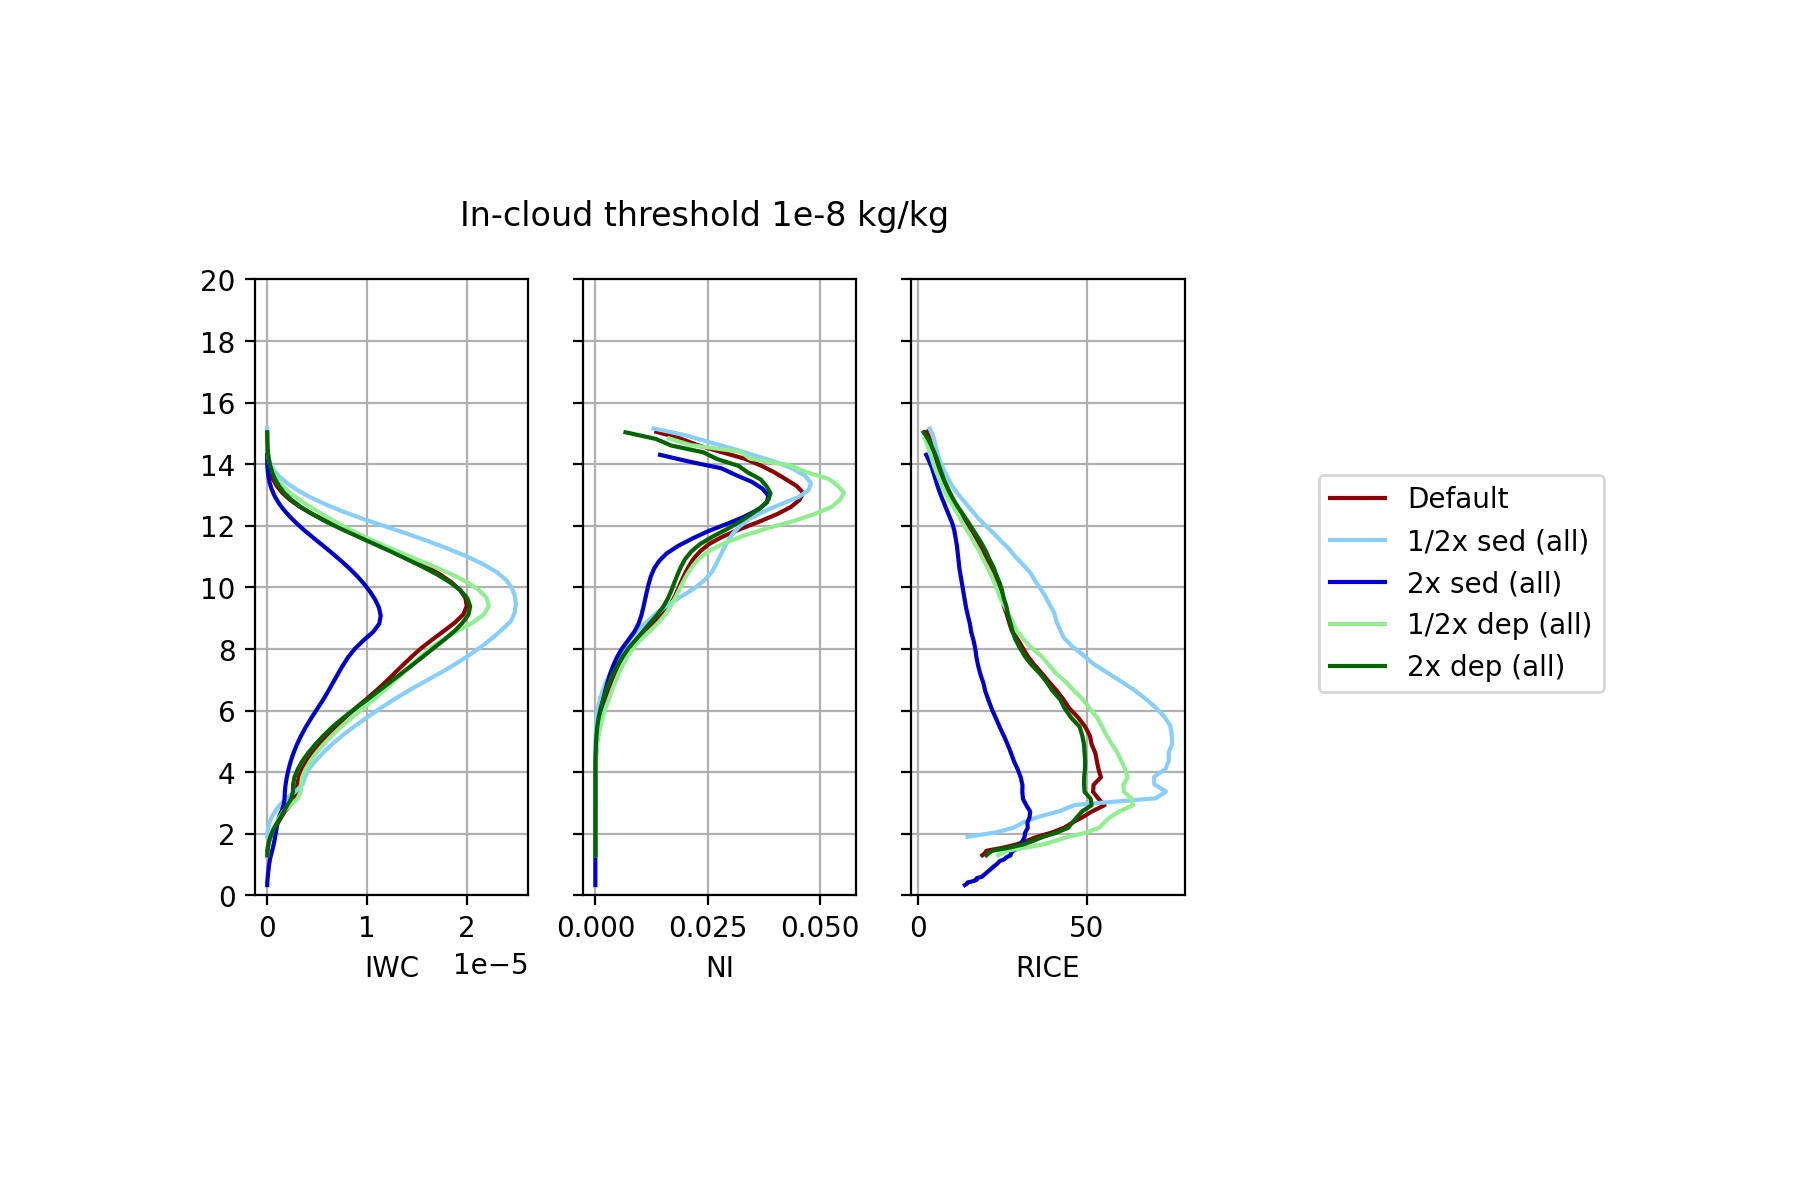 In-cloud threshold 1e-8 kg/kg
20
18
16
14
12
10
8
6
4
2
0
0 1 2
1e−5
IWC
0.000 0.025 0.050
NI
0 50
RICE
Default
1/2x sed (all)
2x sed (all)
1/2x dep (all)
2x dep (all)